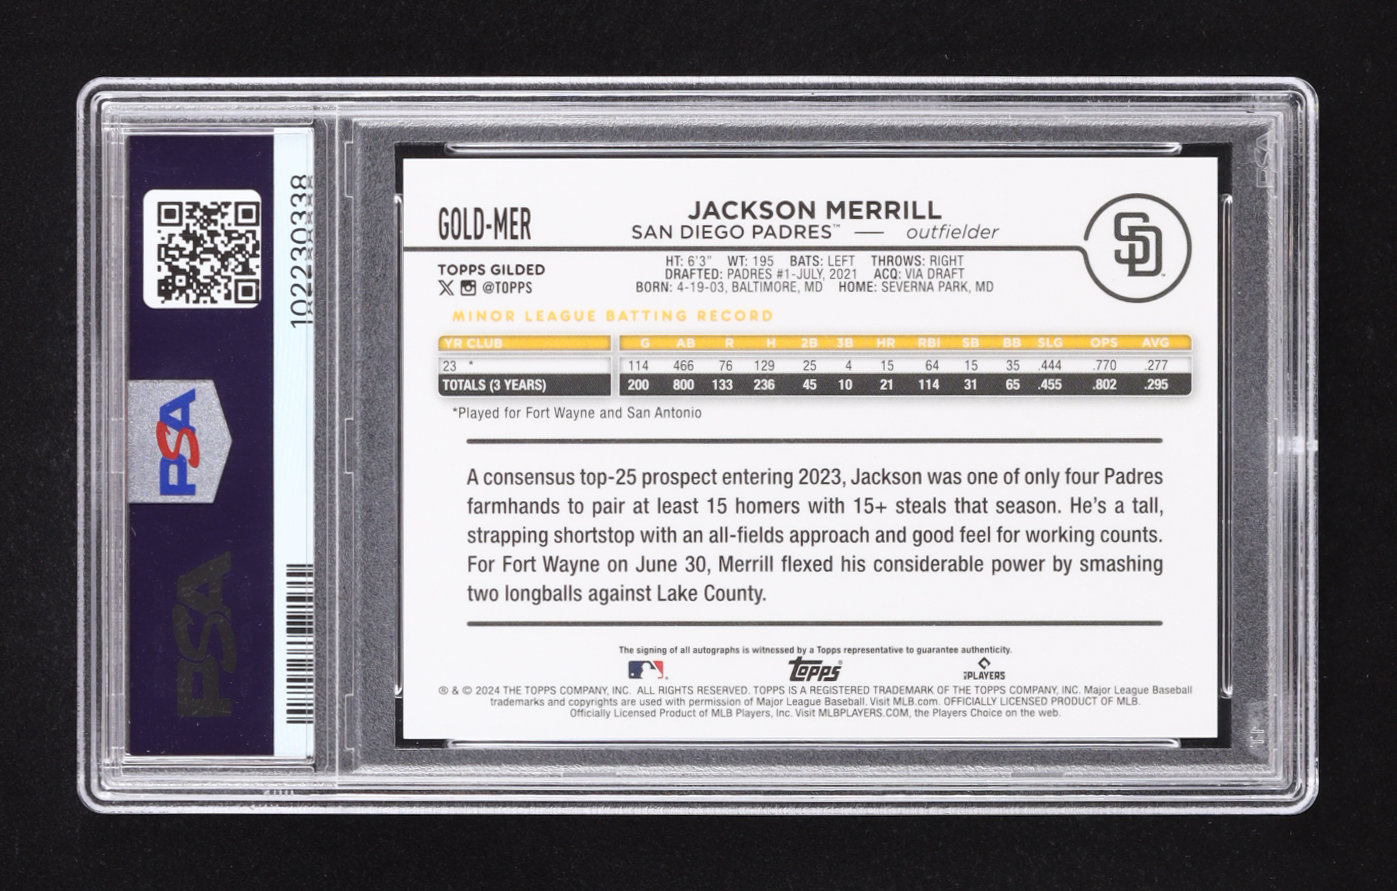 102230338
PSA
PSA
GOLD-MER
JACKSON MERRILL
SAN DIEGO PADRES™ — outfielder
SD
TOPPS GILDED
X @TOPPS
HT: 6'3" WT: 195 BATS: LEFT THROWS: RIGHT
DRAFTED: PADRES #1-JULY, 2021 ACQ: VIA DRAFT
BORN: 4-19-03, BALTIMORE, MD HOME: SEVERNA PARK, MD
MINOR LEAGUE BATTING RECORD
YR CLUB G AB R H 2B 3B HR RBI SB BB SLG OPS AVG
23 * 114 466 76 129 25 4 15 64 15 35 .444 .770 .277
TOTALS (3 YEARS) 200 800 133 236 45 10 21 114 31 65 .455 .802 .295
*Played for Fort Wayne and San Antonio
A consensus top-25 prospect entering 2023, Jackson was one of only four Padres
farmhands to pair at least 15 homers with 15+ steals that season. He's a tall,
strapping shortstop with an all-fields approach and good feel for working counts.
For Fort Wayne on June 30, Merrill flexed his considerable power by smashing
two longballs against Lake County.
The signing of all autographs is witnessed by a Topps representative to guarantee authenticity.
topps®
MLB PLAYERS
® & © 2024 THE TOPPS COMPANY, INC. ALL RIGHTS RESERVED. TOPPS IS A REGISTERED TRADEMARK OF THE TOPPS COMPANY, INC. Major League Baseball
trademarks and copyrights are used with permission of Major League Baseball. Visit MLB.com. OFFICIALLY LICENSED PRODUCT OF MLB.
Officially Licensed Product of MLB Players, Inc. Visit MLBPLAYERS.COM, the Players Choice on the web.
PSA